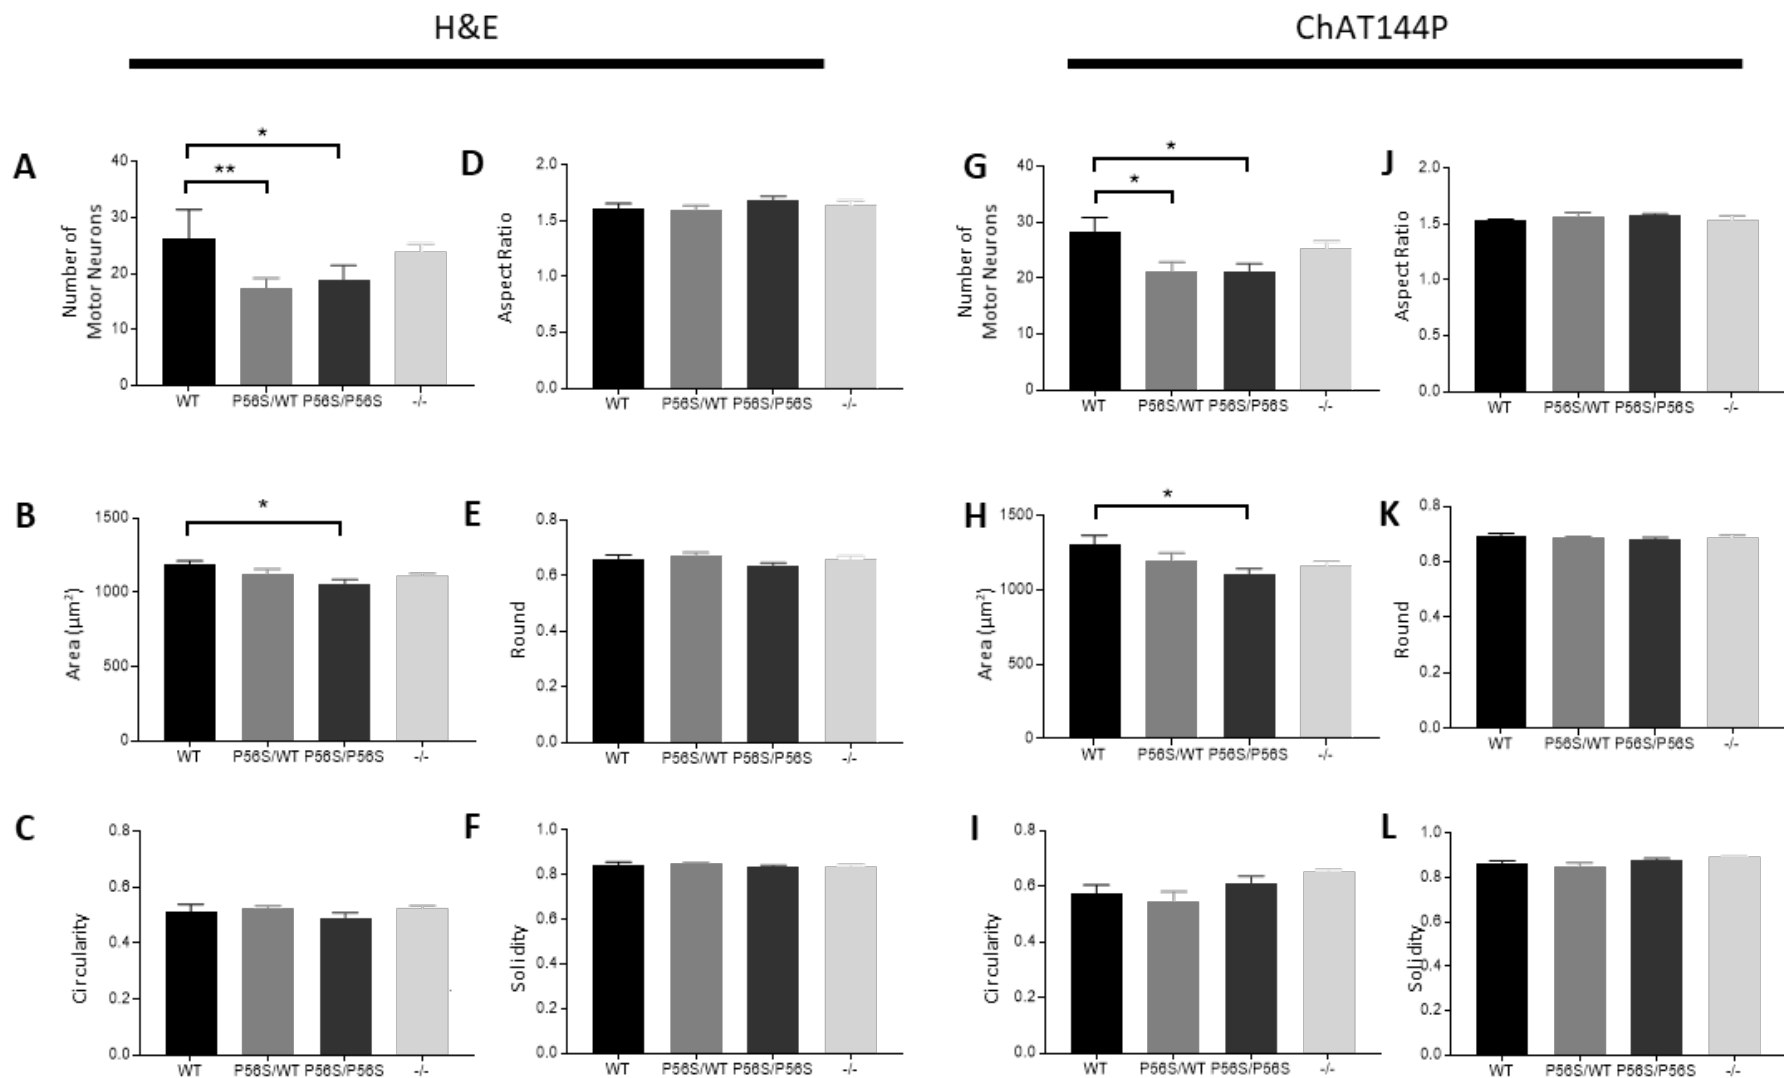 H&E
ChAT144P
A
Number of
Motor Neurons
40
30
20
10
0
*
**
WT P56S/WT P56S/P56S -/-
D
Aspect Ratio
2.0
1.5
1.0
0.5
0.0
WT P56S/WT P56S/P56S -/-
G
Number of
Motor Neurons
40
30
20
10
0
*
*
WT P56S/WT P56S/P56S -/-
J
Aspect Ratio
2.0
1.5
1.0
0.5
0.0
WT P56S/WT P56S/P56S -/-
B
Area (µm²)
1500
1000
500
0
*
WT P56S/WT P56S/P56S -/-
E
Round
0.8
0.6
0.4
0.2
0.0
WT P56S/WT P56S/P56S -/-
H
Area (µm²)
1500
1000
500
0
*
WT P56S/WT P56S/P56S -/-
K
Round
0.8
0.6
0.4
0.2
0.0
WT P56S/WT P56S/P56S -/-
C
Circularity
0.8
0.6
0.4
0.2
0.0
WT P56S/WT P56S/P56S -/-
F
Solidity
1.0
0.8
0.6
0.4
0.2
0.0
WT P56S/WT P56S/P56S -/-
I
Circularity
0.8
0.6
0.4
0.2
0.0
WT P56S/WT P56S/P56S -/-
L
Solidity
1.0
0.8
0.6
0.4
0.2
0.0
WT P56S/WT P56S/P56S -/-